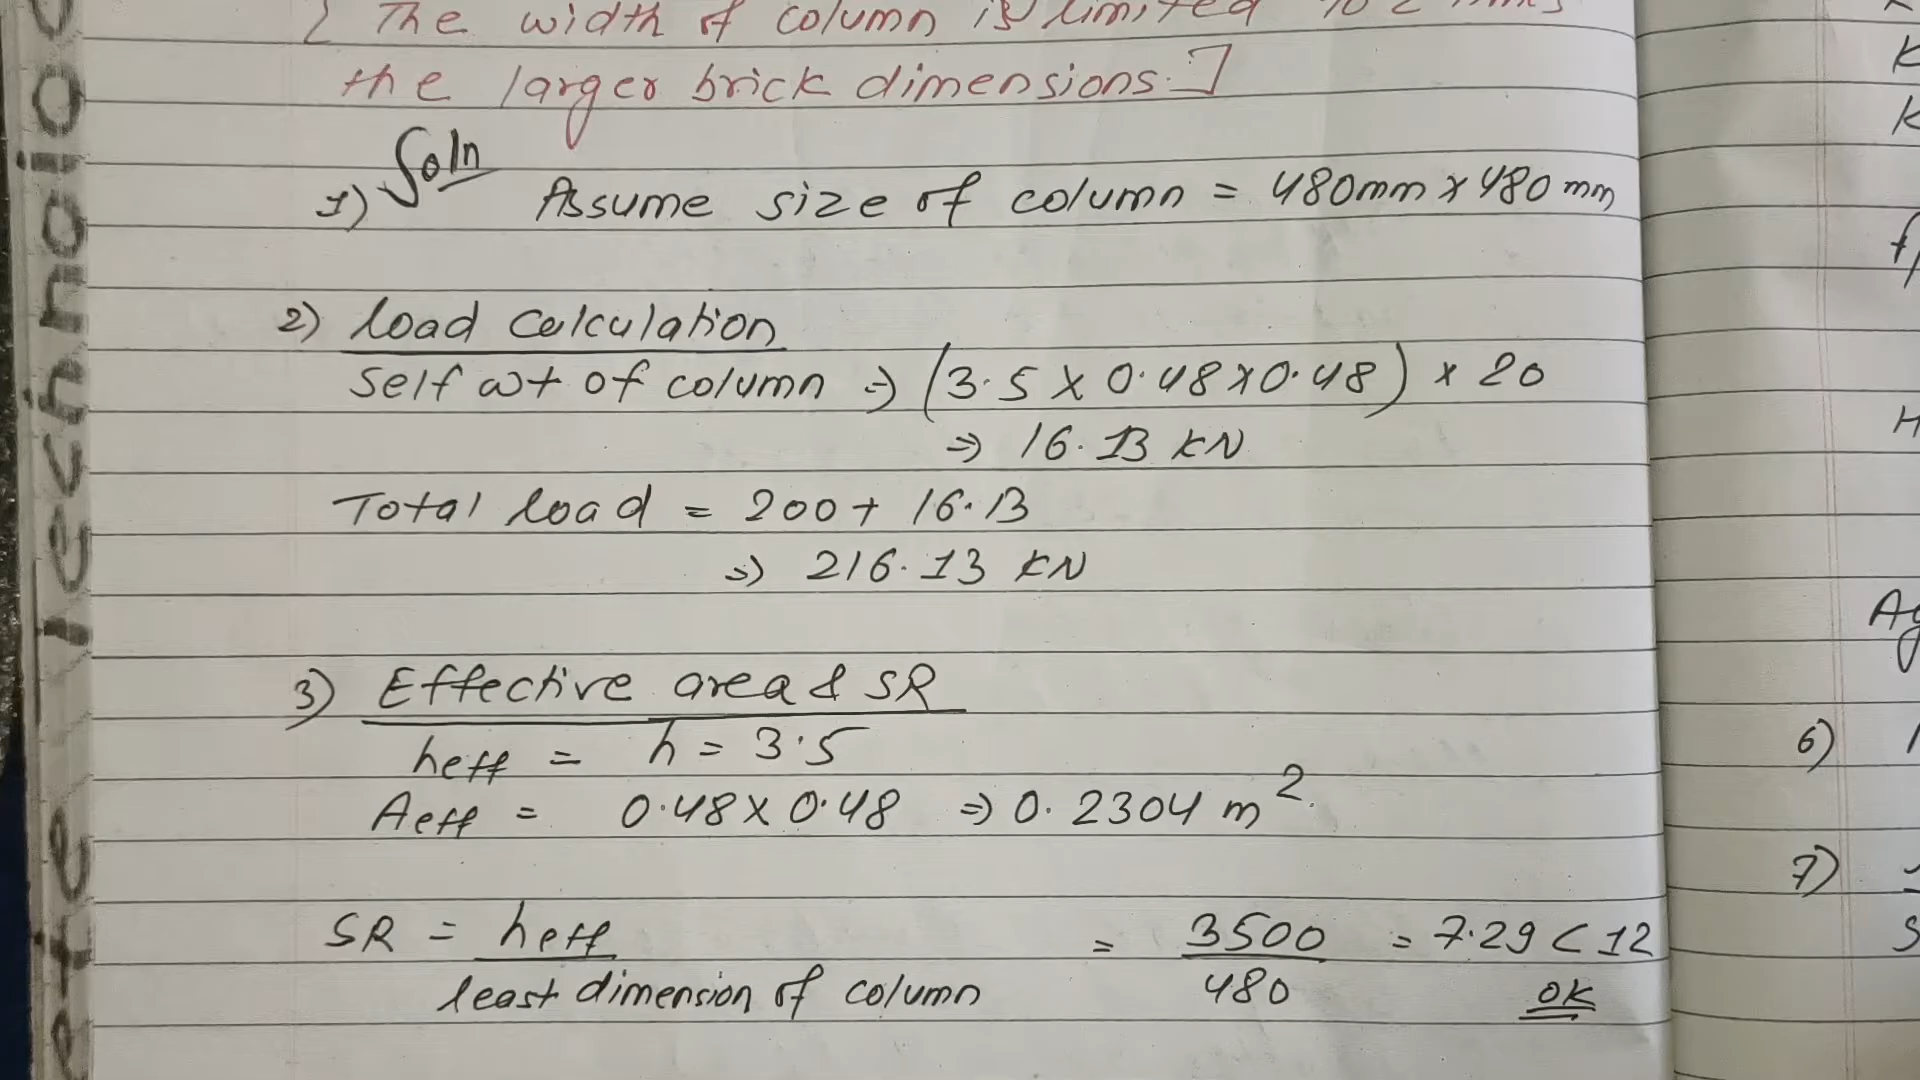 [ The width of column is limited to 2 times
the larger brick dimensions.]
Soln
1) Assume size of column = 480mm x 480 mm
2) load calculation
Self wt of column ⇒ (3.5 x 0.48 x 0.48) x 20
⇒ 16.13 KN
Total load = 200 + 16.13
⇒ 216.13 KN
3) Effective area & SR
heff = h = 3.5
Aeff = 0.48 x 0.48 ⇒ 0.2304 m².
SR = heff / least dimension of column = 3500 / 480 = 7.29 < 12
OK
6)
7)